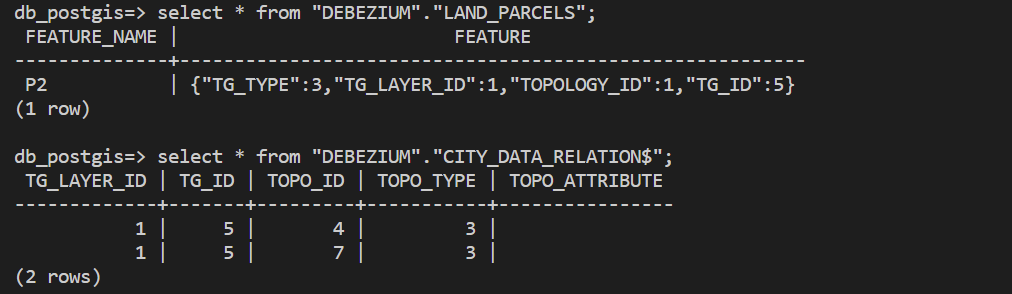 db_postgis=> select * from "DEBEZIUM"."LAND_PARCELS";
 FEATURE_NAME |                        FEATURE
--------------+-------------------------------------------------------
 P2           | {"TG_TYPE":3,"TG_LAYER_ID":1,"TOPOLOGY_ID":1,"TG_ID":5}
(1 row)

db_postgis=> select * from "DEBEZIUM"."CITY_DATA_RELATION$";
 TG_LAYER_ID | TG_ID | TOPO_ID | TOPO_TYPE | TOPO_ATTRIBUTE
-------------+-------+---------+-----------+----------------
           1 |     5 |       4 |         3 |
           1 |     5 |       7 |         3 |
(2 rows)